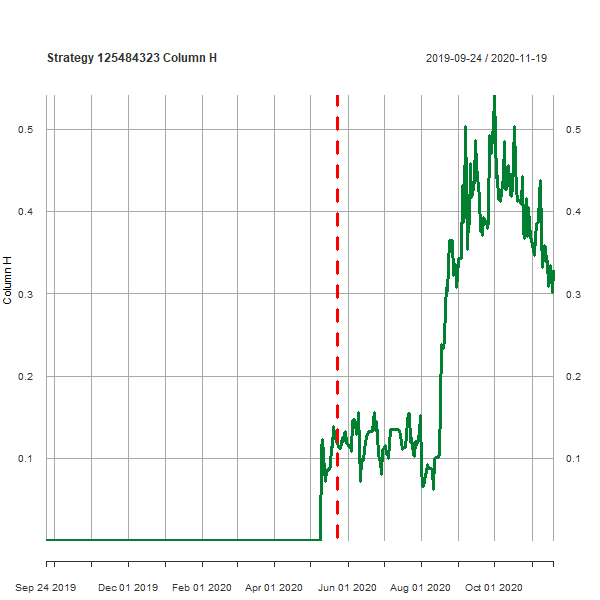 Strategy 125484323 Column H
2019-09-24 / 2020-11-19
0.5
0.5
0.4
0.4
Column H
0.3
0.3
0.2
0.2
0.1
0.1
Sep 24 2019
Dec 01 2019
Feb 01 2020
Apr 01 2020
Jun 01 2020
Aug 01 2020
Oct 01 2020